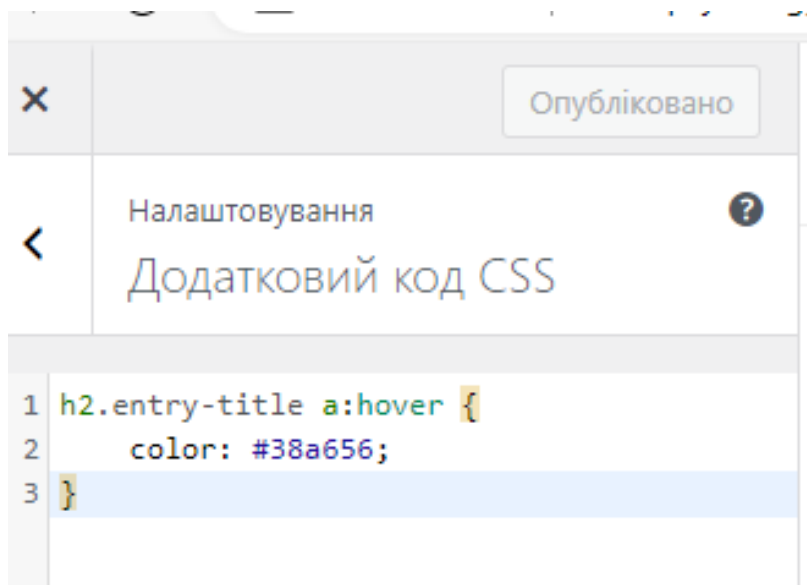 Опубліковано
Налаштовування
Додатковий код CSS
1 h2.entry-title a:hover {
2     color: #38a656;
3 }